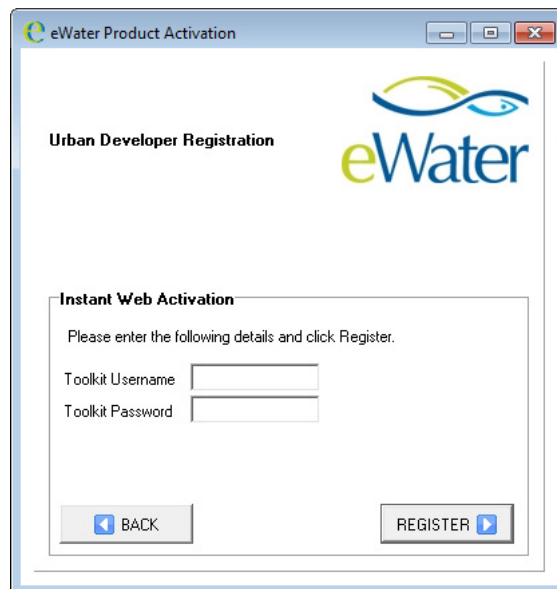 eWater Product Activation
Urban Developer Registration
eWater
Instant Web Activation
Please enter the following details and click Register.
Toolkit Username
Toolkit Password
BACK
REGISTER